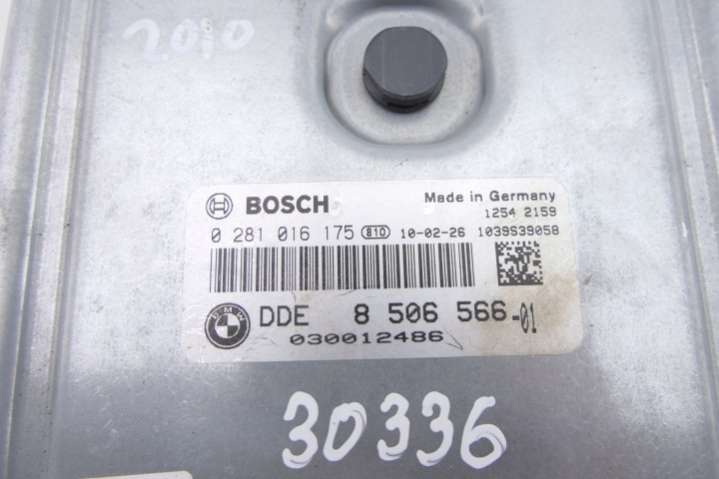 2010
BOSCH Made in Germany
1254 2159
0 281 016 175 810 10-02-26 1039S39058
BMW DDE 8 506 566-01
030012486
30336